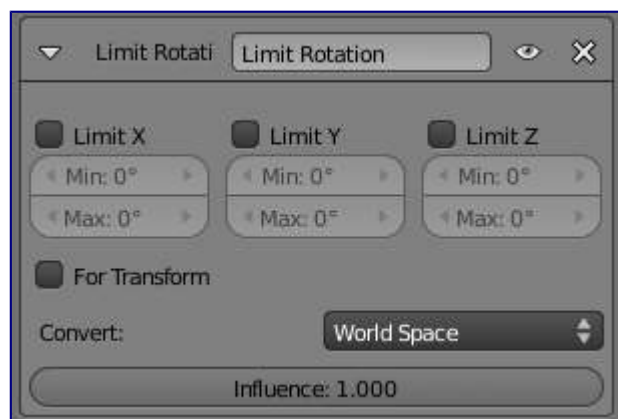 Limit Rotati Limit Rotation
Limit X Limit Y Limit Z
Min: 0° Min: 0° Min: 0°
Max: 0° Max: 0° Max: 0°
For Transform
Convert: World Space
Influence: 1.000